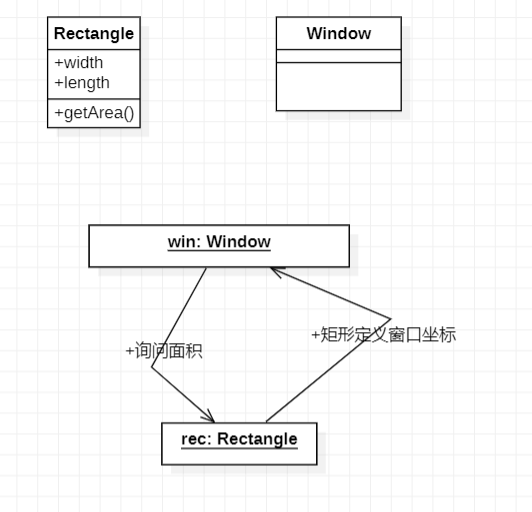 Rectangle
+width
+length
+getArea()
Window
win: Window
+询问面积
+矩形定义窗口坐标
rec: Rectangle